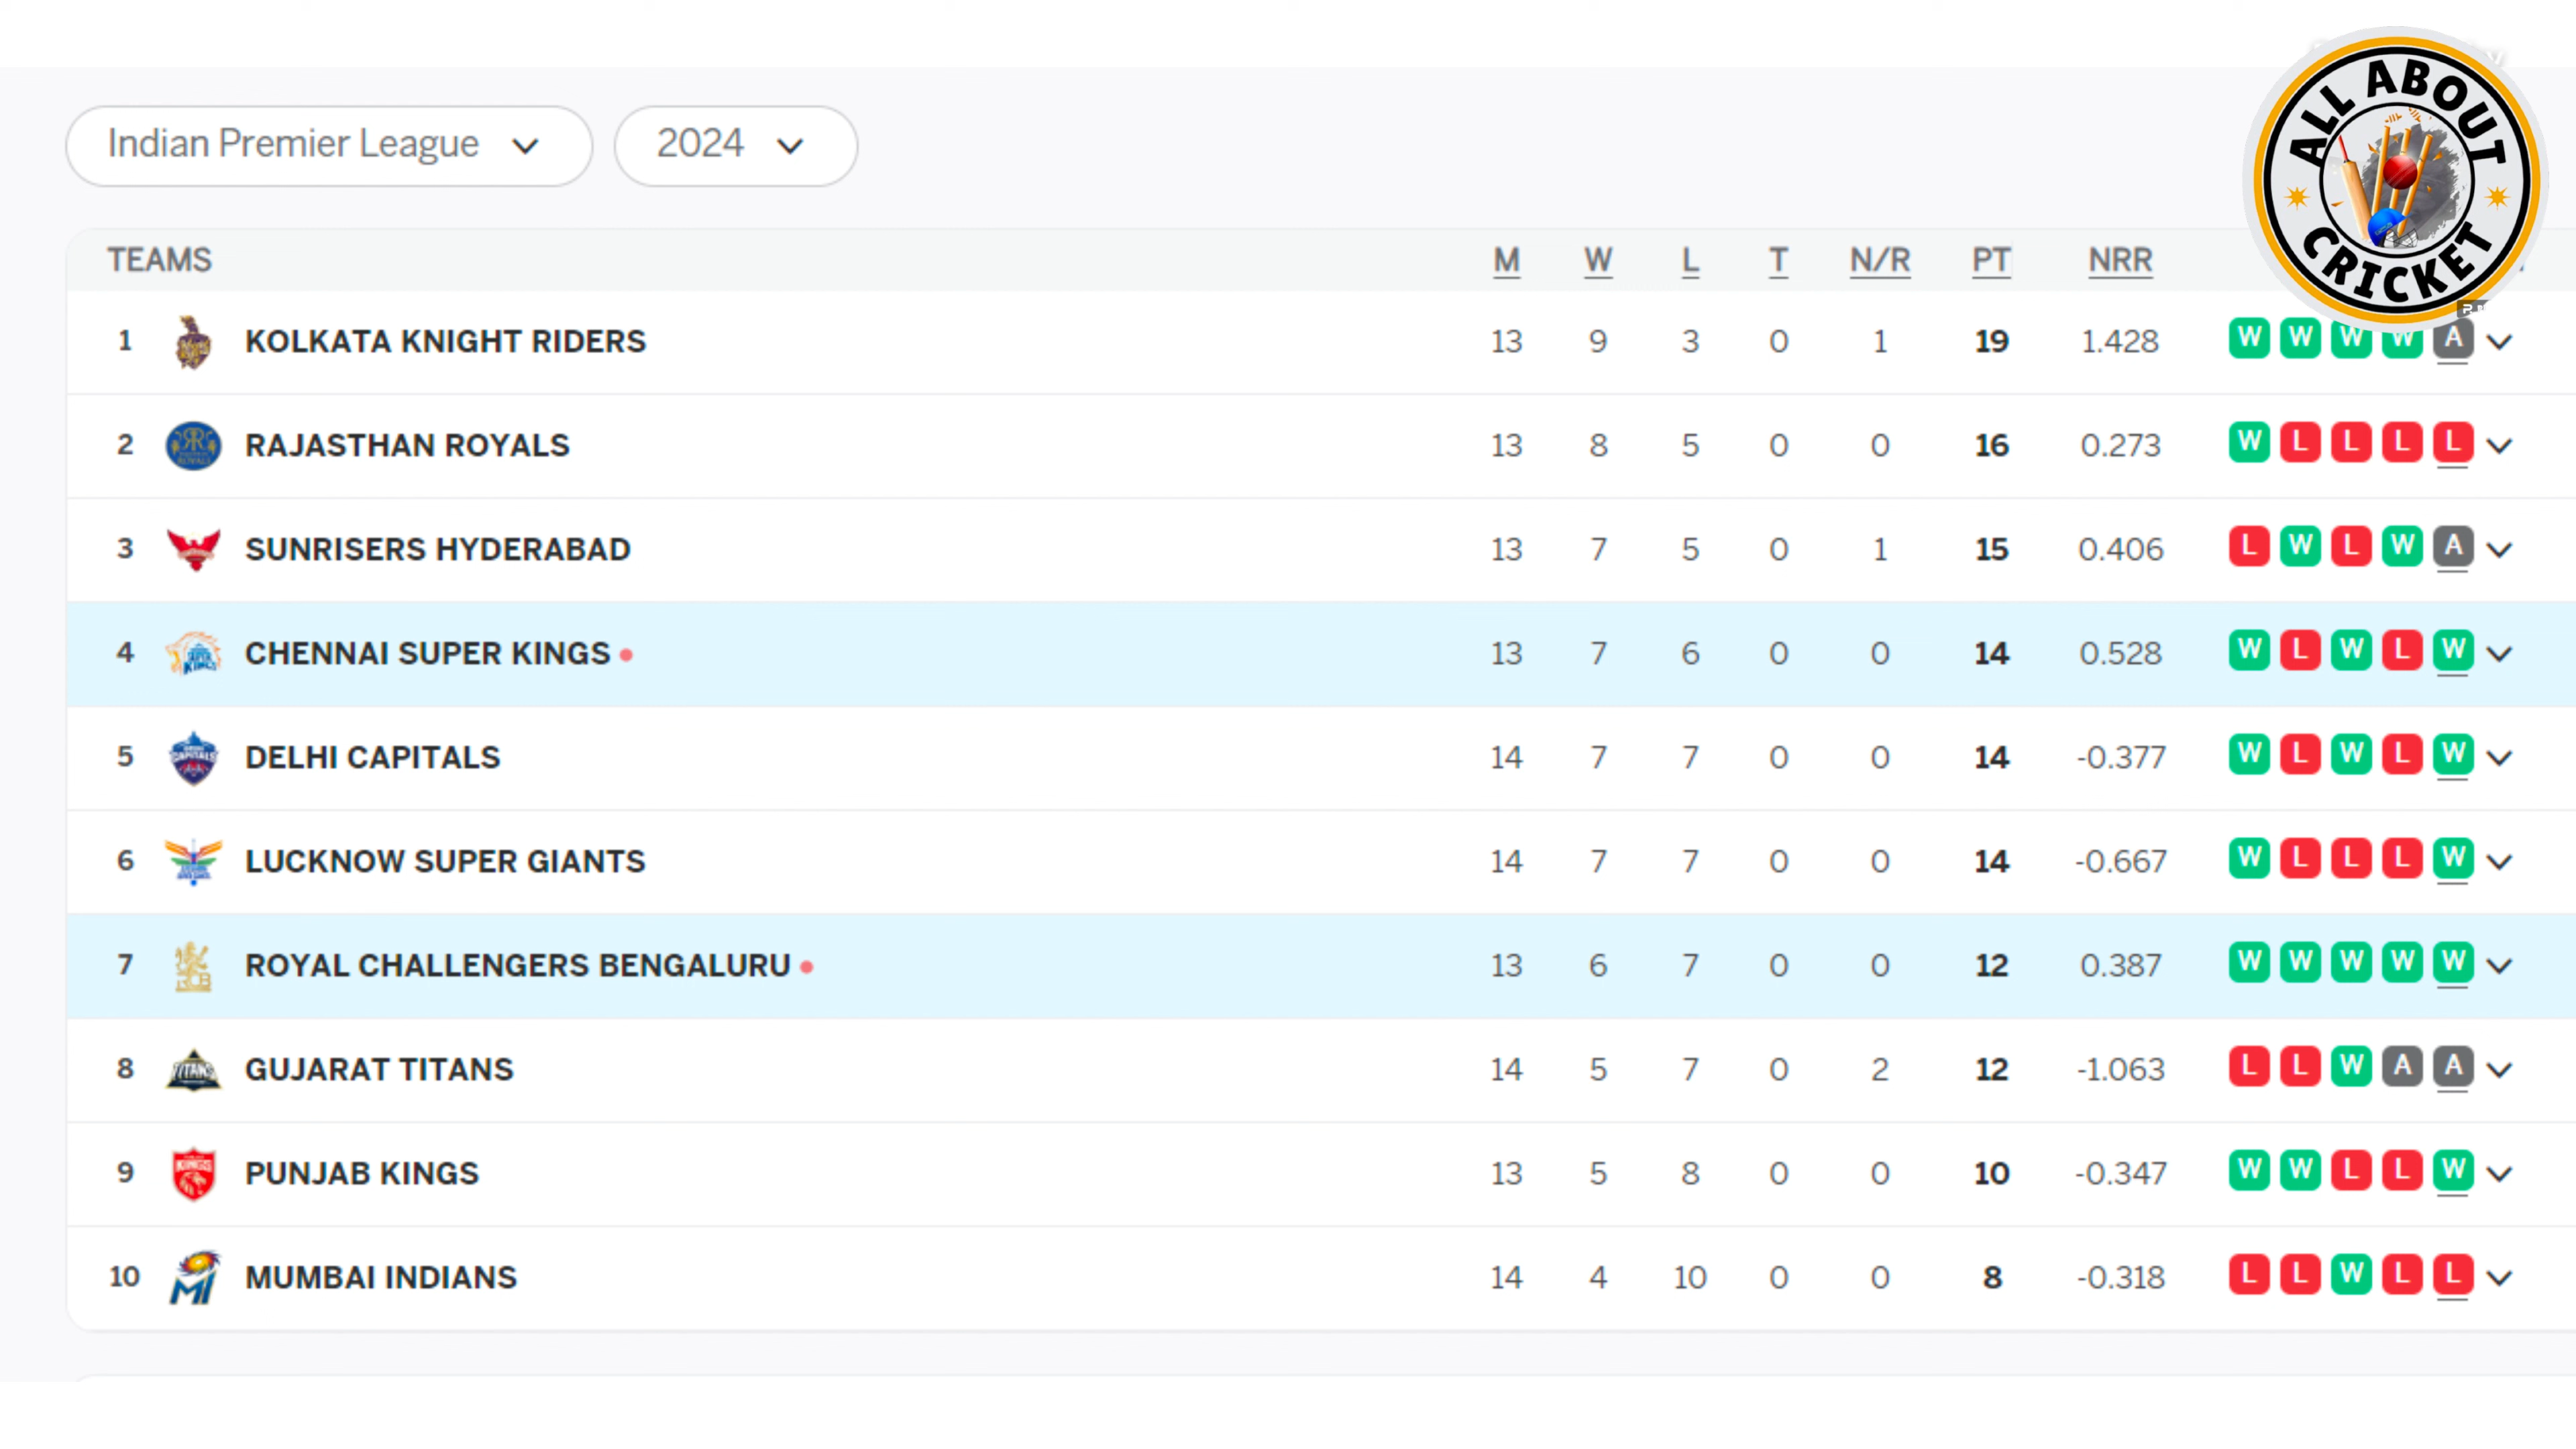 Indian Premier League 2024
ALL ABOUT CRICKET
TEAMS M W L T N/R PT NRR
1 KOLKATA KNIGHT RIDERS 13 9 3 0 1 19 1.428 W W W W A
2 RAJASTHAN ROYALS 13 8 5 0 0 16 0.273 W L L L L
3 SUNRISERS HYDERABAD 13 7 5 0 1 15 0.406 L W L W A
4 CHENNAI SUPER KINGS 13 7 6 0 0 14 0.528 W L W L W
5 DELHI CAPITALS 14 7 7 0 0 14 -0.377 W L W L W
6 LUCKNOW SUPER GIANTS 14 7 7 0 0 14 -0.667 W L L L W
7 ROYAL CHALLENGERS BENGALURU 13 6 7 0 0 12 0.387 W W W W W
8 GUJARAT TITANS 14 5 7 0 2 12 -1.063 L L W A A
9 PUNJAB KINGS 13 5 8 0 0 10 -0.347 W W L L W
10 MUMBAI INDIANS 14 4 10 0 0 8 -0.318 L L W L L